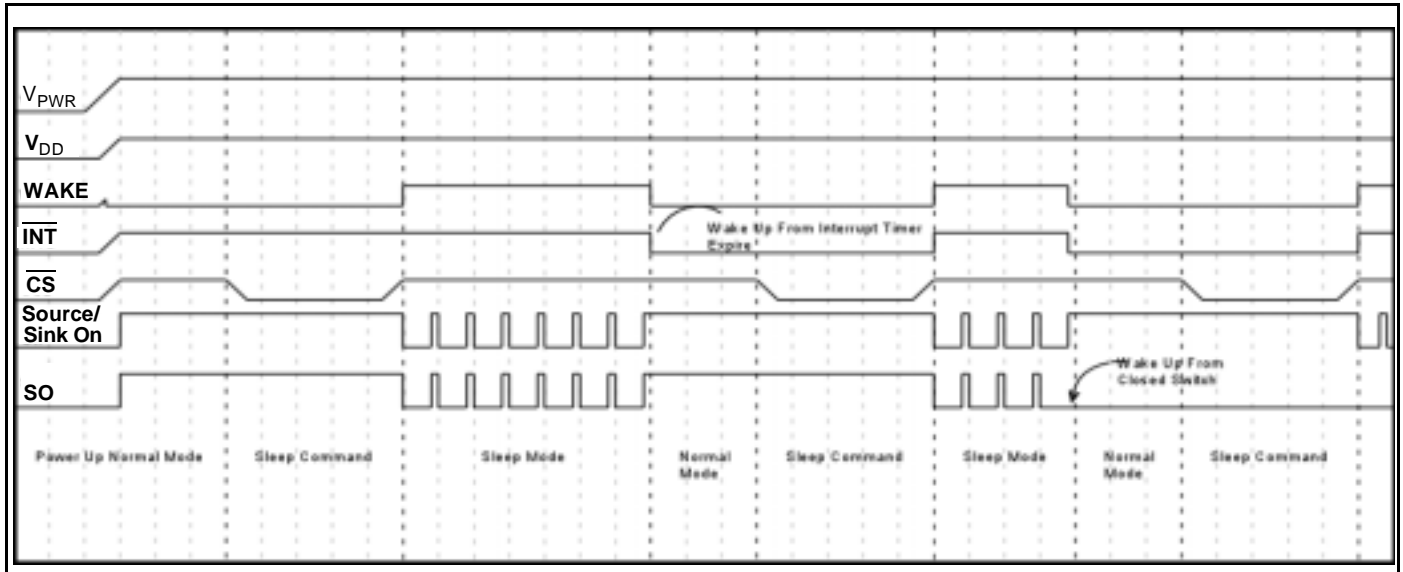 VPWR
VDD
WAKE
INT
Wake Up From Interrupt Timer
Expire
CS
Source/
Sink On
Wake Up From
Closed Switch
SO
Power Up Normal Mode
Sleep Command
Sleep Mode
Normal
Mode
Sleep Command
Sleep Mode
Normal
Mode
Sleep Command